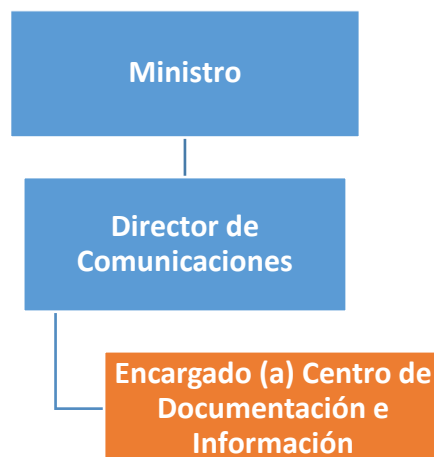 Ministro
Director de
Comunicaciones
Encargado (a) Centro de
Documentación e
Información